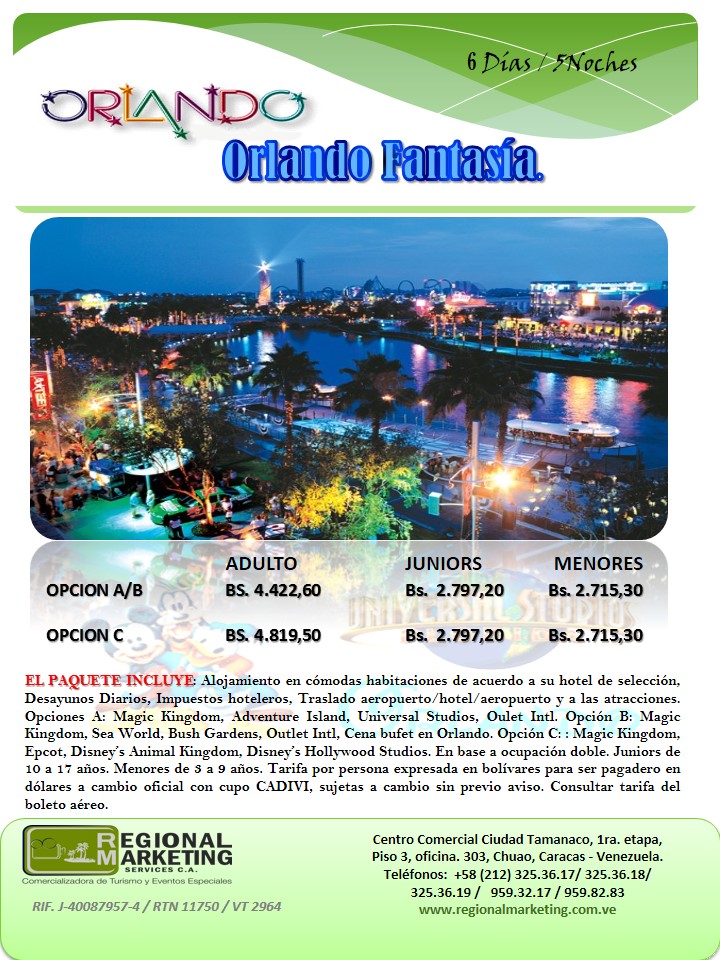 6 Días / 5Noches
ORLANDO
Orlando Fantasía.
ADULTO JUNIORS MENORES
OPCION A/B BS. 4.422,60 Bs. 2.797,20 Bs. 2.715,30
UNIVERSAL STUDIOS
OPCION C BS. 4.819,50 Bs. 2.797,20 Bs. 2.715,30
EL PAQUETE INCLUYE: Alojamiento en cómodas habitaciones de acuerdo a su hotel de selección,
Desayunos Diarios, Impuestos hoteleros, Traslado aeropuerto/hotel/aeropuerto y a las atracciones.
Opciones A: Magic Kingdom, Adventure Island, Universal Studios, Oulet Intl. Opción B: Magic
Kingdom, Sea World, Bush Gardens, Outlet Intl, Cena bufet en Orlando. Opción C: : Magic Kingdom,
Epcot, Disney's Animal Kingdom, Disney's Hollywood Studios. En base a ocupación doble. Juniors de
10 a 17 años. Menores de 3 a 9 años. Tarifa por persona expresada en bolívares para ser pagadero en
dólares a cambio oficial con cupo CADIVI, sujetas a cambio sin previo aviso. Consultar tarifa del
boleto aéreo.
REGIONAL
MARKETING
SERVICES C.A.
Comercializadora de Turismo y Eventos Especiales
RIF. J-40087957-4 / RTN 11750 / VT 2964
Centro Comercial Ciudad Tamanaco, 1ra. etapa,
Piso 3, oficina. 303, Chuao, Caracas - Venezuela.
Teléfonos: +58 (212) 325.36.17/ 325.36.18/
325.36.19 / 959.32.17 / 959.82.83
www.regionalmarketing.com.ve